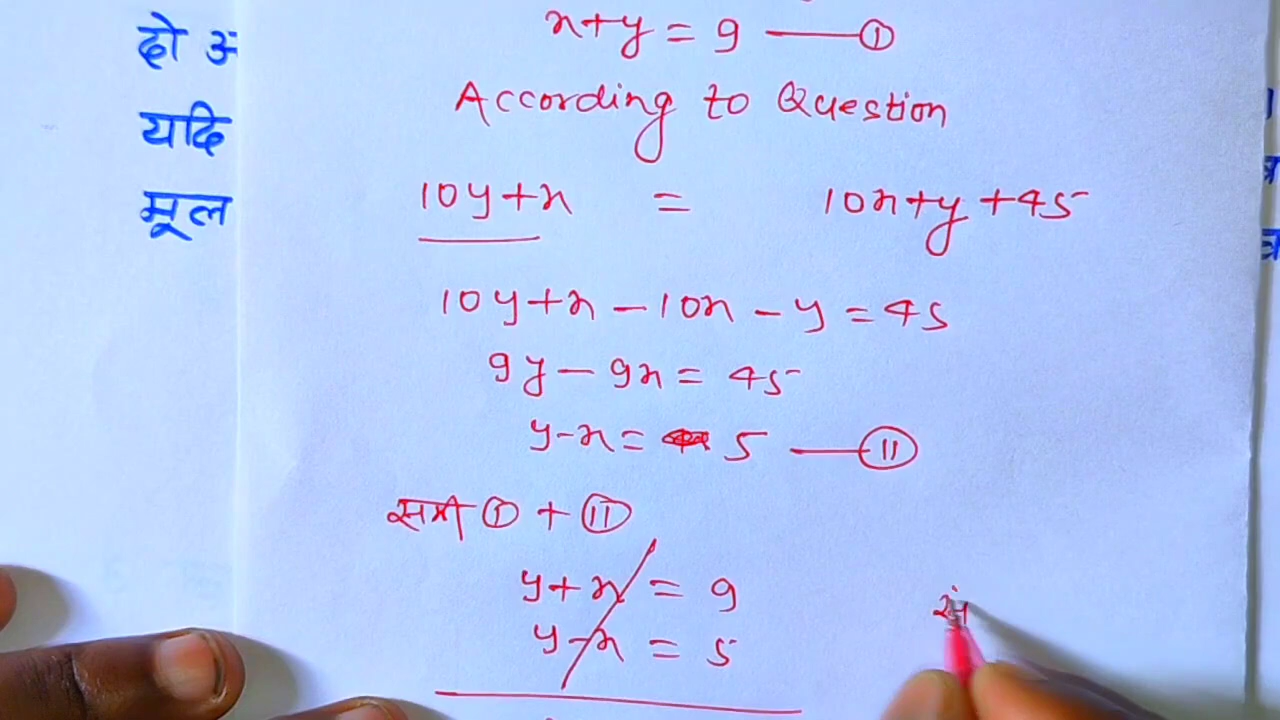 x+y = 9 —— ①
दो अ
According to Question
यदि
10y+x = 10x+y+45
मूल
10y+x - 10x - y = 45
9y - 9x = 45
y-x = 5 —— ⑪
① + ⑪
y+x = 9
y-x = 5